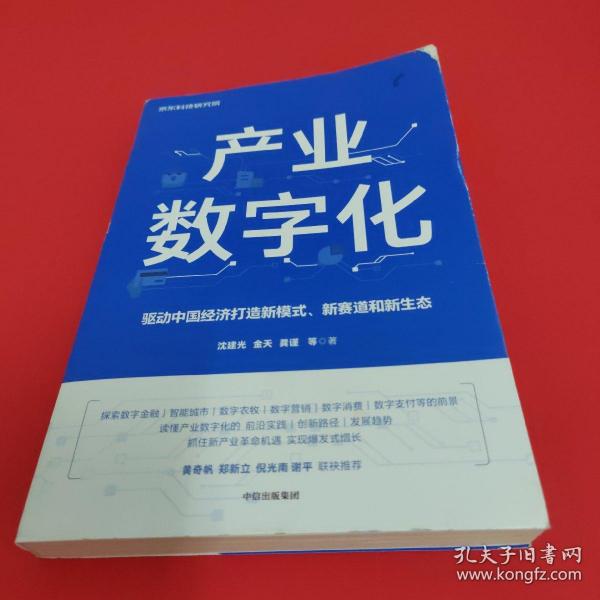 京东科技研究院
产业
数字化
驱动中国经济打造新模式、新赛道和新生态
沈建光 金天 龚谨 等◎著
探索数字金融|智能城市|数字农牧|数字营销|数字消费|数字支付等的前景
读懂产业数字化的 前沿实践|创新路径|发展趋势
抓住新产业革命机遇 实现爆发式增长
黄奇帆 郑新立 倪光南 谢平 联袂推荐
中信出版集团
孔夫子旧书网
www.kongfz.com